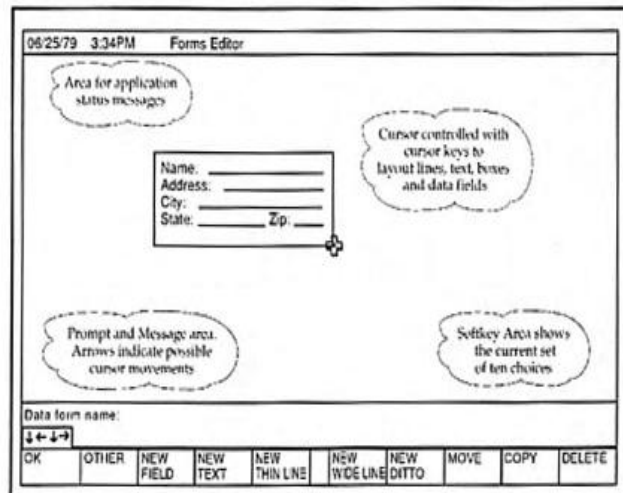 06/25/79 3:34PM Forms Editor
Area for application
status messages
Cursor controlled with
cursor keys to
layout lines, text, boxes
and data fields
Name:
Address:
City:
State: Zip:
Prompt and Message area.
Arrows indicate possible
cursor movements
Softkey Area shows
the current set
of ten choices
Data form name:
↓←↓→
OK OTHER NEW FIELD NEW TEXT NEW THIN LINE NEW WIDE LINE NEW DITTO MOVE COPY DELETE